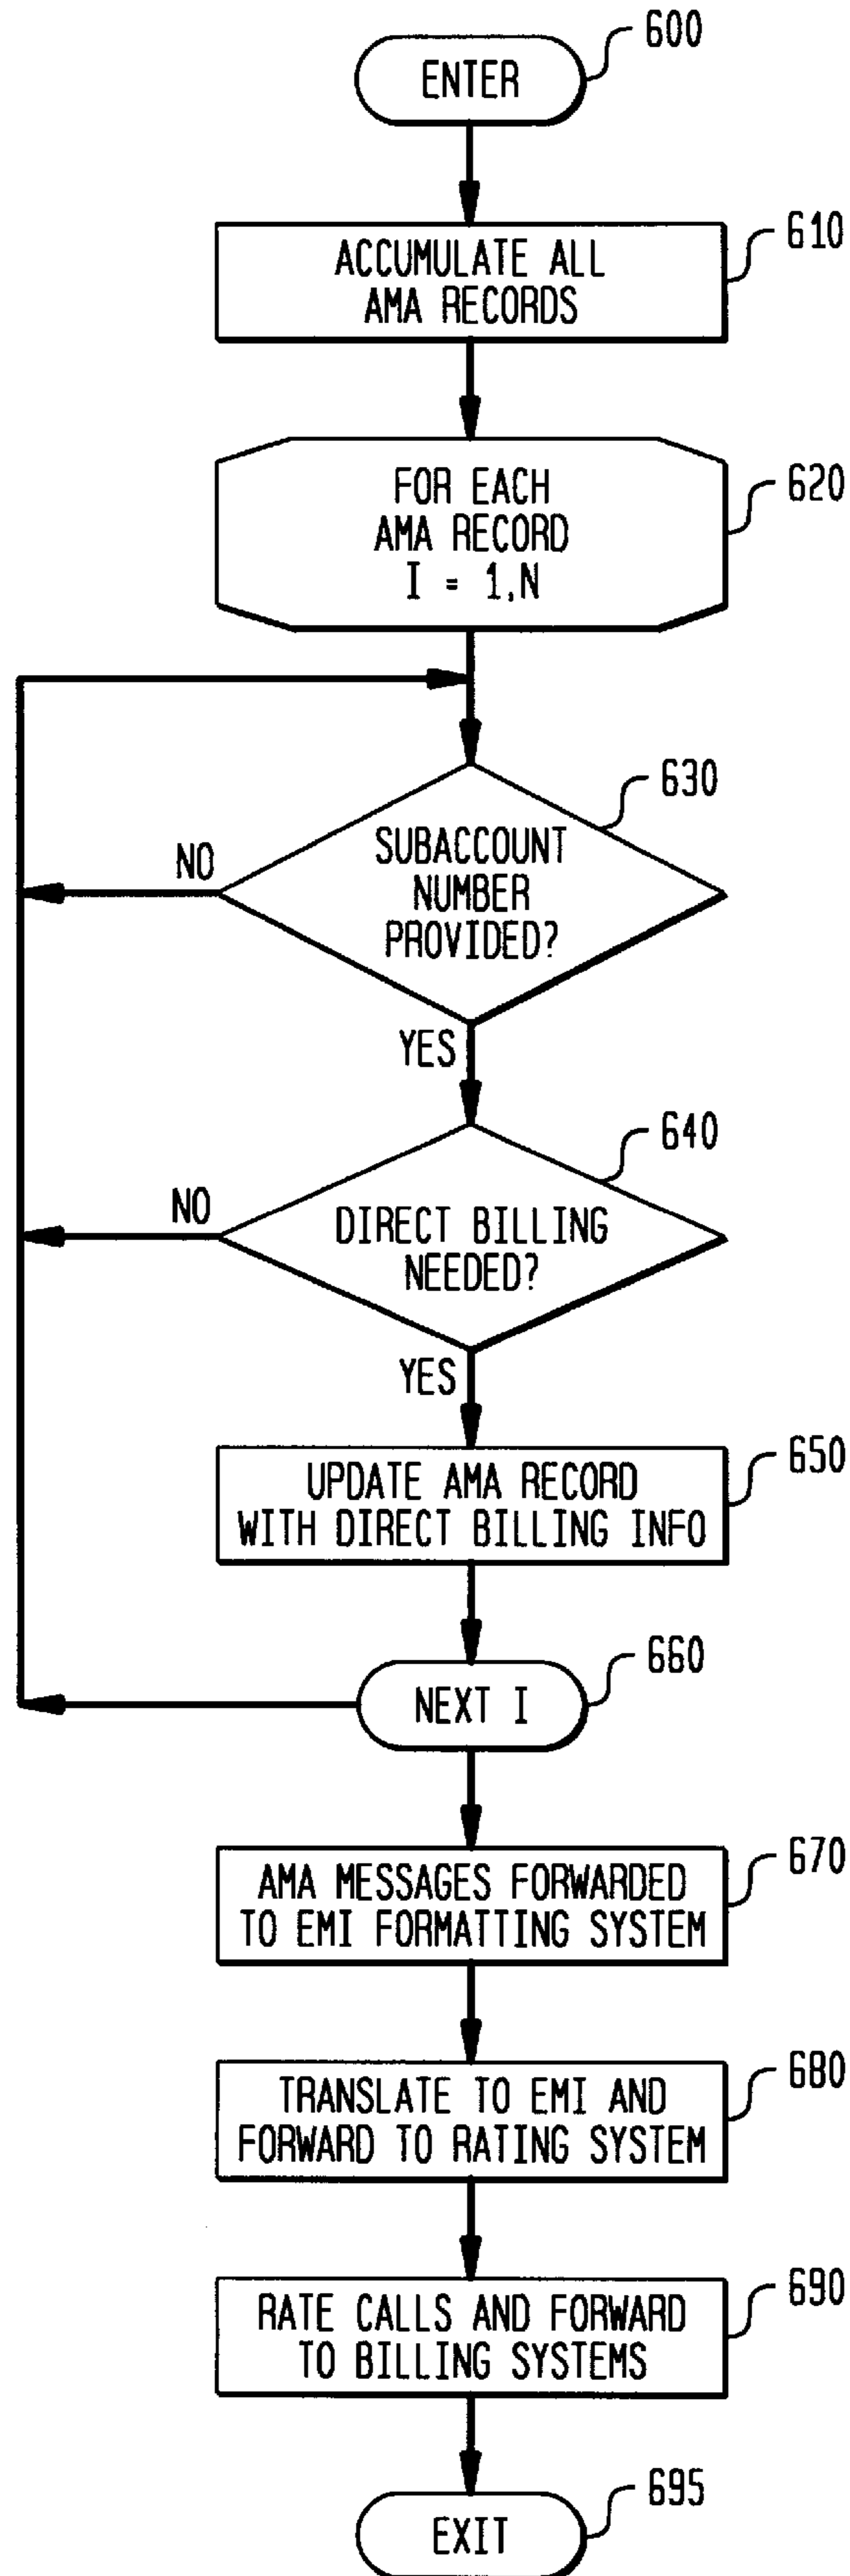 ENTER
600
ACCUMULATE ALL
AMA RECORDS
610
FOR EACH
AMA RECORD
I = 1,N
620
SUBACCOUNT
NUMBER
PROVIDED?
630
NO
YES
DIRECT BILLING
NEEDED?
640
NO
YES
UPDATE AMA RECORD
WITH DIRECT BILLING INFO
650
NEXT I
660
AMA MESSAGES FORWARDED
TO EMI FORMATTING SYSTEM
670
TRANSLATE TO EMI AND
FORWARD TO RATING SYSTEM
680
RATE CALLS AND FORWARD
TO BILLING SYSTEMS
690
EXIT
695